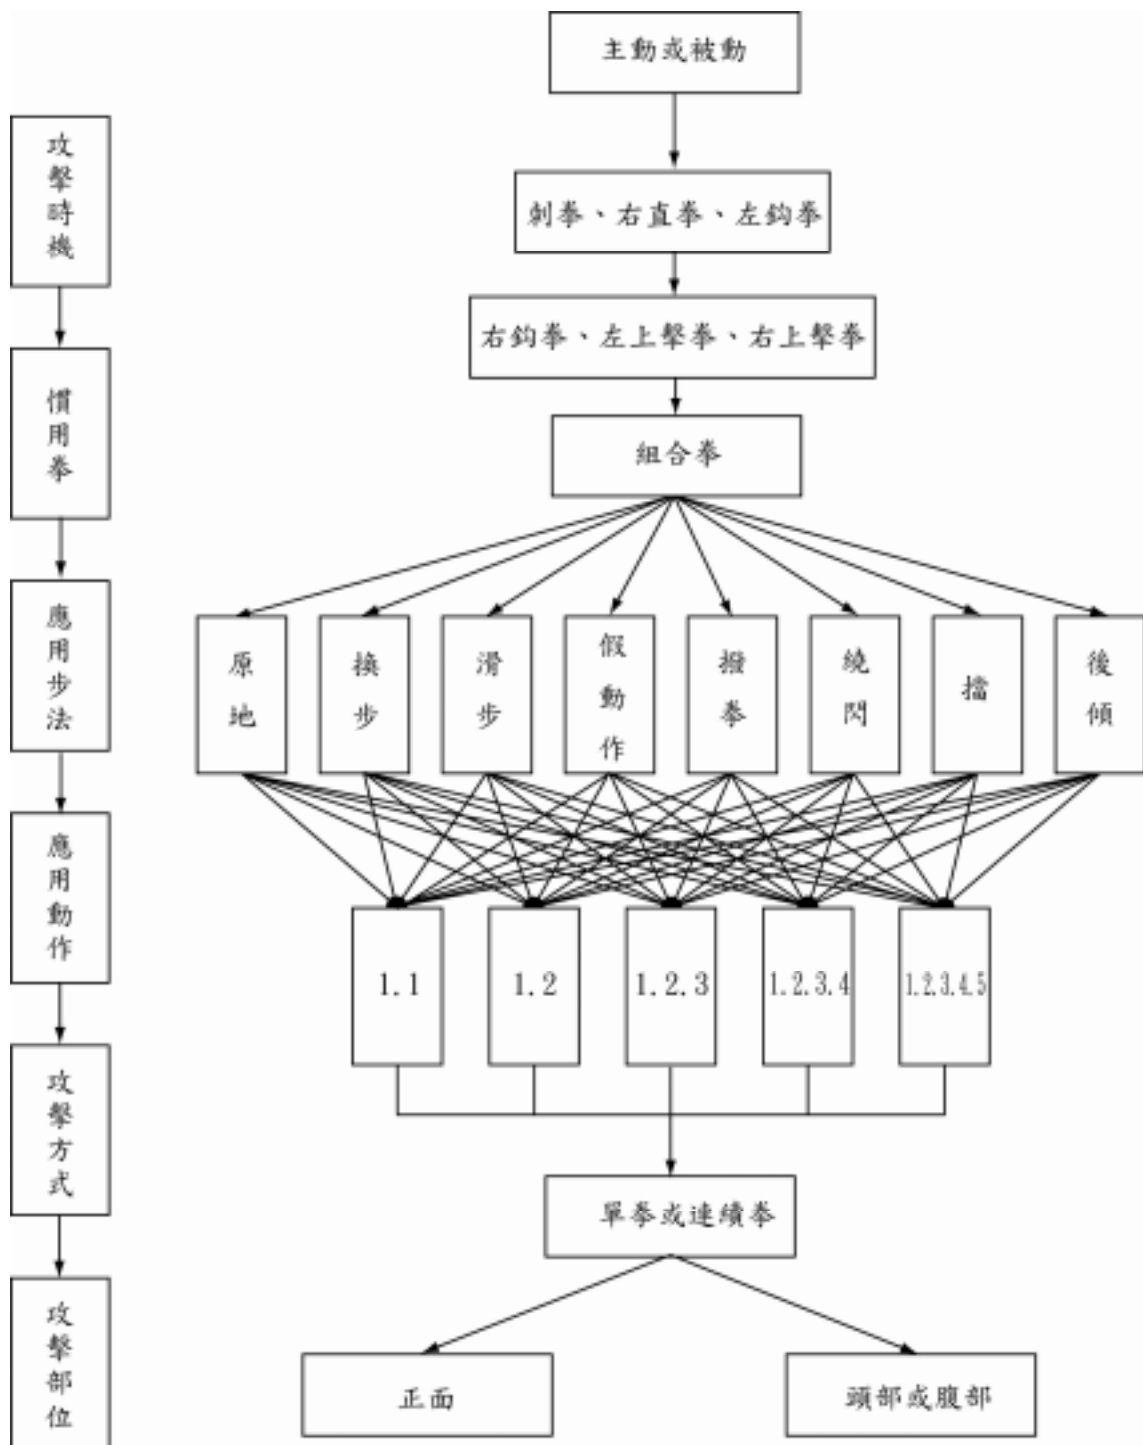 主動或被動
攻擊時機
刺拳、右直拳、左鈎拳
右鈎拳、左上擊拳、右上擊拳
慣用拳
組合拳
應用步法
原地
換步
滑步
假動作
撥拳
繞閃
擋
後傾
應用動作
1.1
1.2
1.2.3
1.2.3.4
1.2.3.4.5
攻擊方式
單拳或連續拳
攻擊部位
正面
頭部或腹部